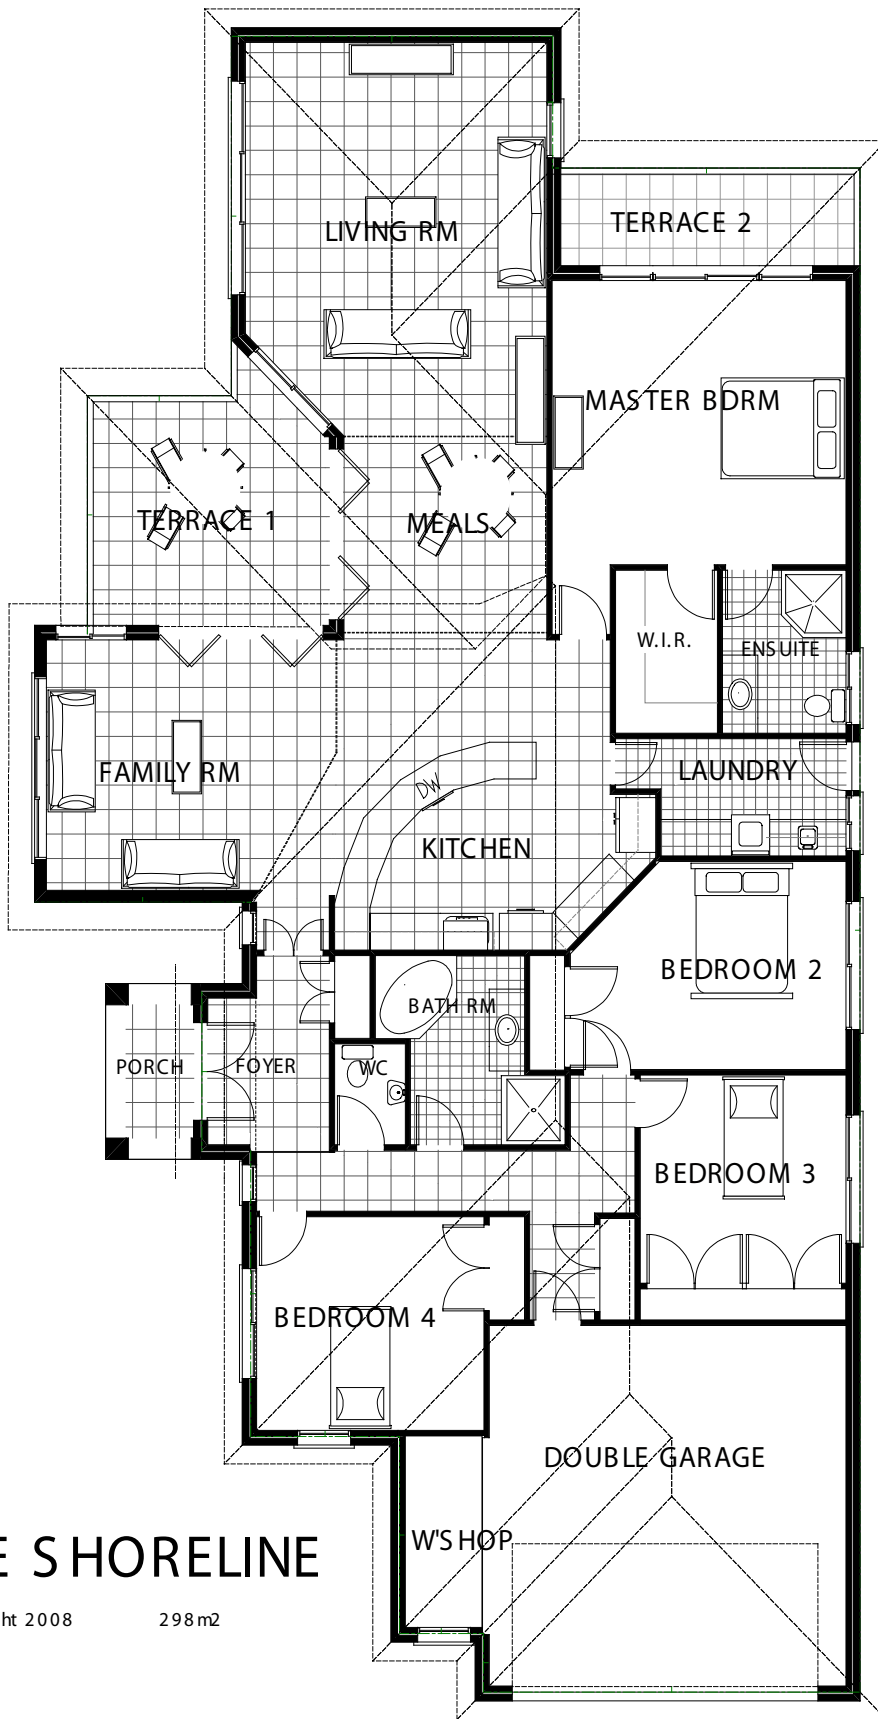 LIVING RM
TERRACE 2
MASTER BDRM
TERRACE 1
MEALS
W.I.R.
ENSUITE
FAMILY RM
DW
LAUNDRY
KITCHEN
BEDROOM 2
BATH RM
PORCH
FOYER
WC
BEDROOM 3
BEDROOM 4
DOUBLE GARAGE
W'SHOP
E SHORELINE
ht 2008 298m2